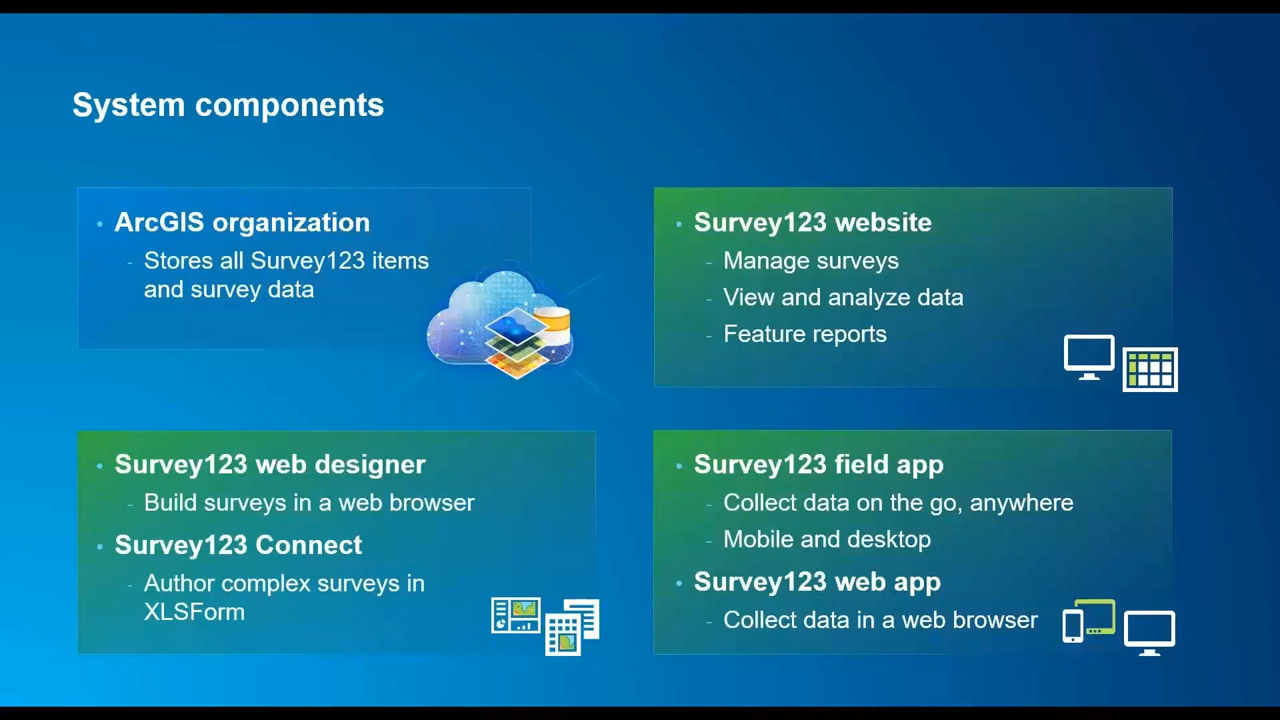 System components
• ArcGIS organization
- Stores all Survey123 items
and survey data
• Survey123 website
- Manage surveys
- View and analyze data
- Feature reports
• Survey123 web designer
- Build surveys in a web browser
• Survey123 Connect
- Author complex surveys in
XLSForm
• Survey123 field app
- Collect data on the go, anywhere
- Mobile and desktop
• Survey123 web app
- Collect data in a web browser